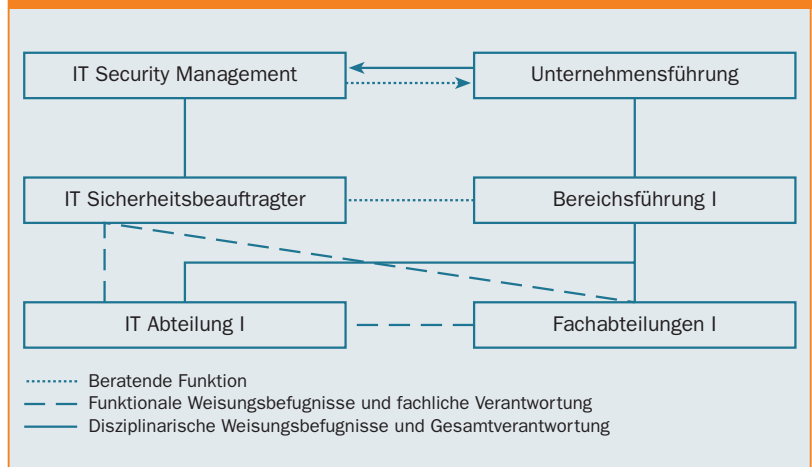 IT Security Management
Unternehmensführung
IT Sicherheitsbeauftragter
Bereichsführung I
IT Abteilung I
Fachabteilungen I
Beratende Funktion
Funktionale Weisungsbefugnisse und fachliche Verantwortung
Disziplinarische Weisungsbefugnisse und Gesamtverantwortung